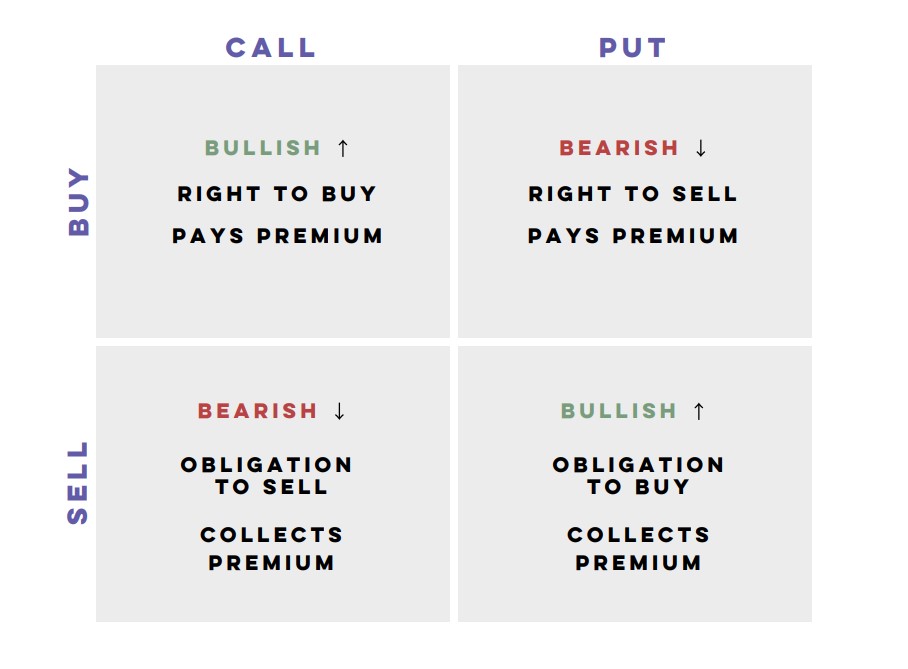 CALL
PUT
BUY
BULLISH ↑
RIGHT TO BUY
PAYS PREMIUM
BEARISH ↓
RIGHT TO SELL
PAYS PREMIUM
SELL
BEARISH ↓
OBLIGATION
TO SELL
COLLECTS
PREMIUM
BULLISH ↑
OBLIGATION
TO BUY
COLLECTS
PREMIUM